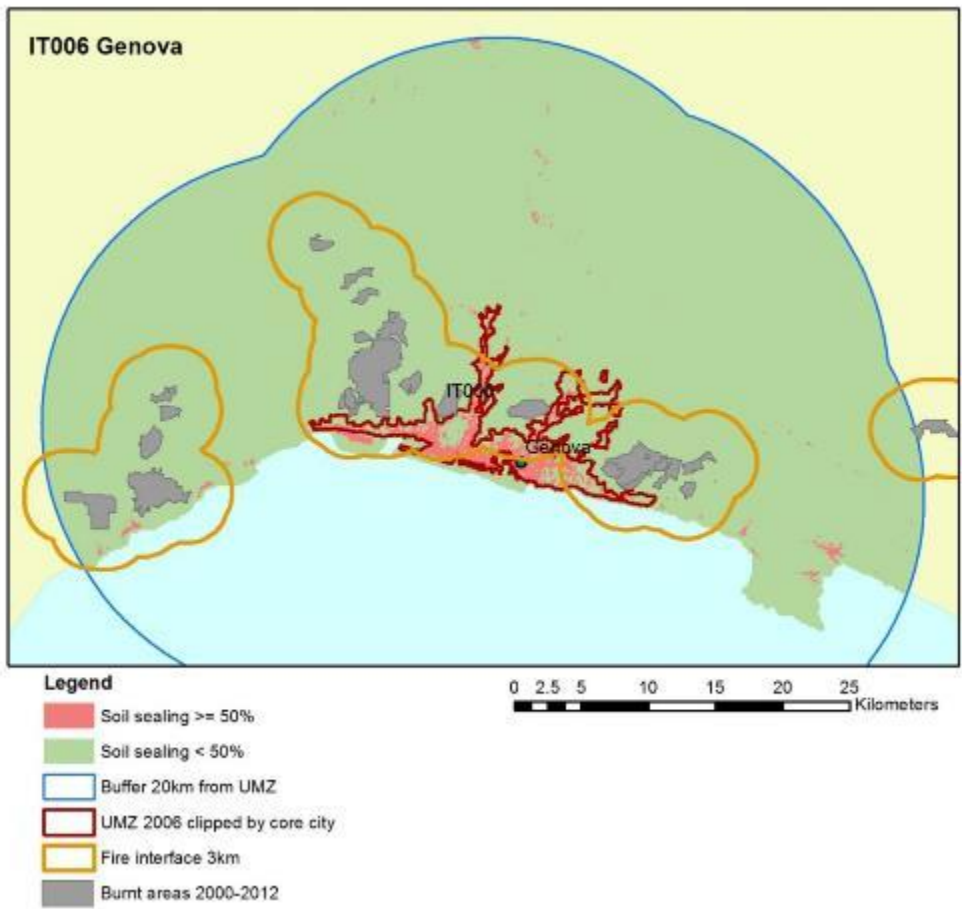 IT006 Genova
IT006
Genova
Legend
Soil sealing >= 50%
Soil sealing < 50%
Buffer 20km from UMZ
UMZ 2006 clipped by core city
Fire interface 3km
Burnt areas 2000-2012
0 2.5 5 10 15 20 25
Kilometers